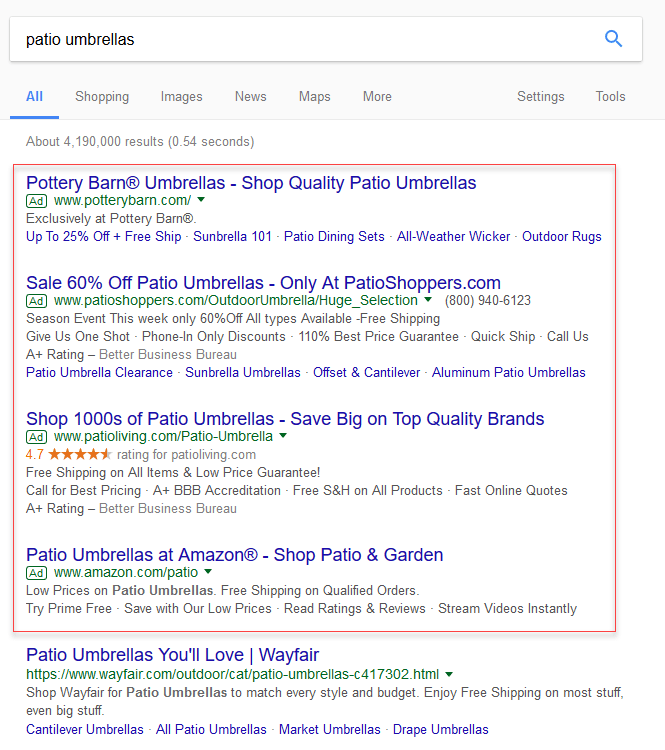 patio umbrellas
All Shopping Images News Maps More Settings Tools
About 4,190,000 results (0.54 seconds)
Pottery Barn® Umbrellas - Shop Quality Patio Umbrellas
Ad www.potterybarn.com/
Exclusively at Pottery Barn®.
Up To 25% Off + Free Ship · Sunbrella 101 · Patio Dining Sets · All-Weather Wicker · Outdoor Rugs
Sale 60% Off Patio Umbrellas - Only At PatioShoppers.com
Ad www.patioshoppers.com/OutdoorUmbrella/Huge_Selection (800) 940-6123
Season Event This week only 60%Off All types Available -Free Shipping
Give Us One Shot · Phone-In Only Discounts · 110% Best Price Guarantee · Quick Ship · Call Us
A+ Rating – Better Business Bureau
Patio Umbrella Clearance · Sunbrella Umbrellas · Offset & Cantilever · Aluminum Patio Umbrellas
Shop 1000s of Patio Umbrellas - Save Big on Top Quality Brands
Ad www.patioliving.com/Patio-Umbrella
4.7 ★★★★★ rating for patioliving.com
Free Shipping on All Items & Low Price Guarantee!
Call for Best Pricing · A+ BBB Accreditation · Free S&H on All Products · Fast Online Quotes
A+ Rating – Better Business Bureau
Patio Umbrellas at Amazon® - Shop Patio & Garden
Ad www.amazon.com/patio
Low Prices on Patio Umbrellas. Free Shipping on Qualified Orders.
Try Prime Free · Save with Our Low Prices · Read Ratings & Reviews · Stream Videos Instantly
Patio Umbrellas You'll Love | Wayfair
https://www.wayfair.com/outdoor/cat/patio-umbrellas-c417302.html
Shop Wayfair for Patio Umbrellas to match every style and budget. Enjoy Free Shipping on most stuff,
even big stuff.
Cantilever Umbrellas · All Patio Umbrellas · Market Umbrellas · Drape Umbrellas